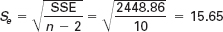 Sₑ = √(SSE / (n − 2)) = √(2448.86 / 10) = 15.65